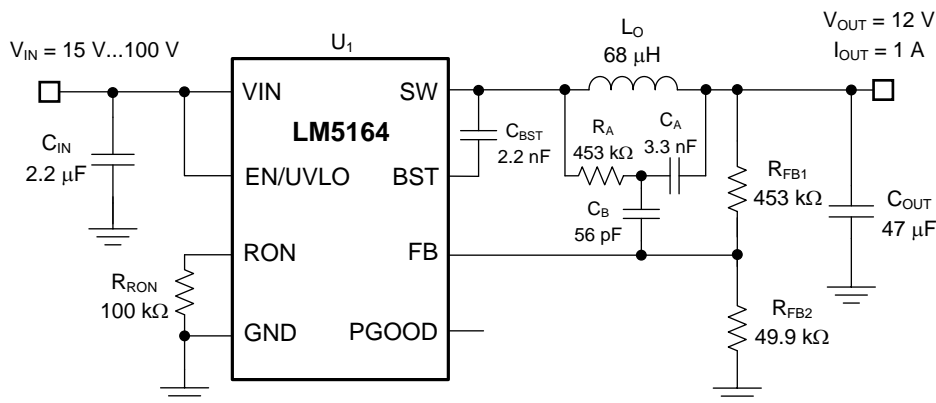 V_OUT = 12 V
V_IN = 15 V...100 V
I_OUT = 1 A
U_1
L_O
68 μH
VIN
SW
LM5164
C_IN
2.2 μF
C_BST
2.2 nF
R_A
453 kΩ
C_A
3.3 nF
EN/UVLO
BST
R_FB1
453 kΩ
C_OUT
47 μF
C_B
56 pF
RON
FB
R_RON
100 kΩ
GND
PGOOD
R_FB2
49.9 kΩ